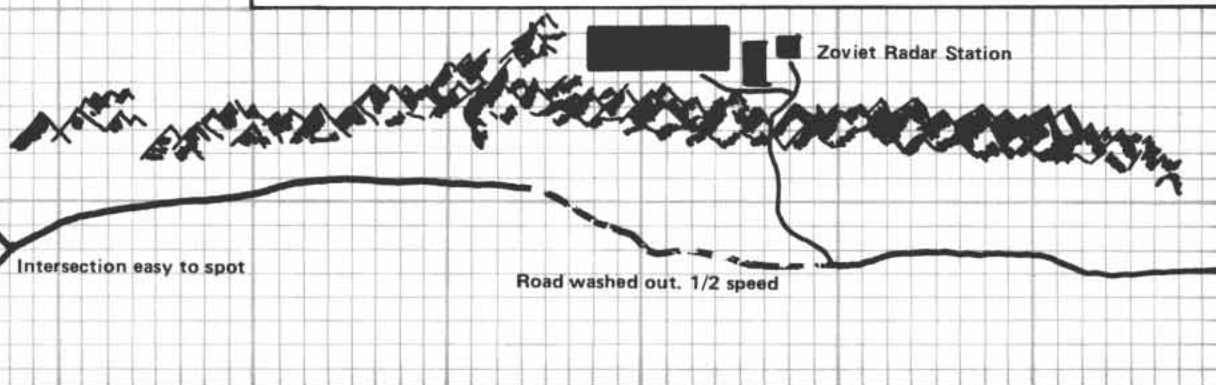 Zoviet Radar Station
Intersection easy to spot
Road washed out. 1/2 speed